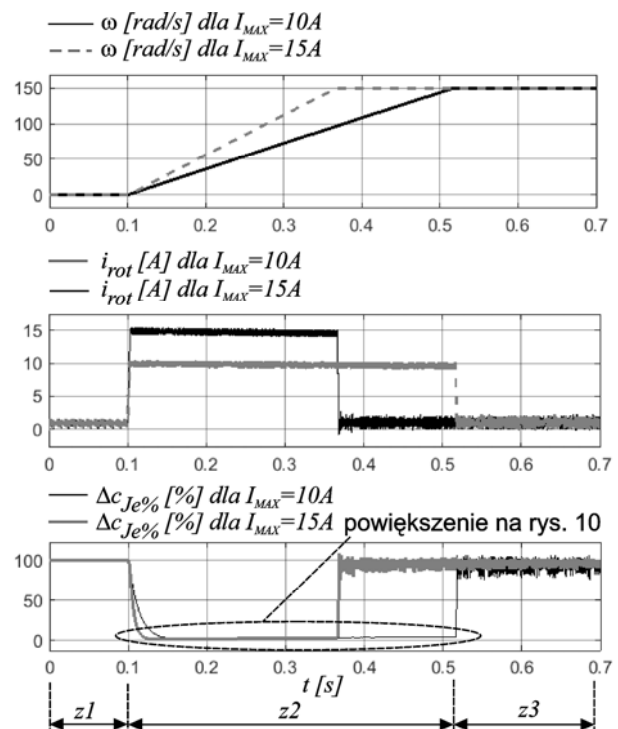 ω [rad/s] dla I_MAX=10A
ω [rad/s] dla I_MAX=15A
150
100
50
0
0 0.1 0.2 0.3 0.4 0.5 0.6 0.7
i_rot [A] dla I_MAX=10A
i_rot [A] dla I_MAX=15A
15
10
5
0
0 0.1 0.2 0.3 0.4 0.5 0.6 0.7
Δc_Je% [%] dla I_MAX=10A
Δc_Je% [%] dla I_MAX=15A
powiększenie na rys. 10
100
50
0
0 0.1 0.2 0.3 0.4 0.5 0.6 0.7
t [s]
z1 z2 z3